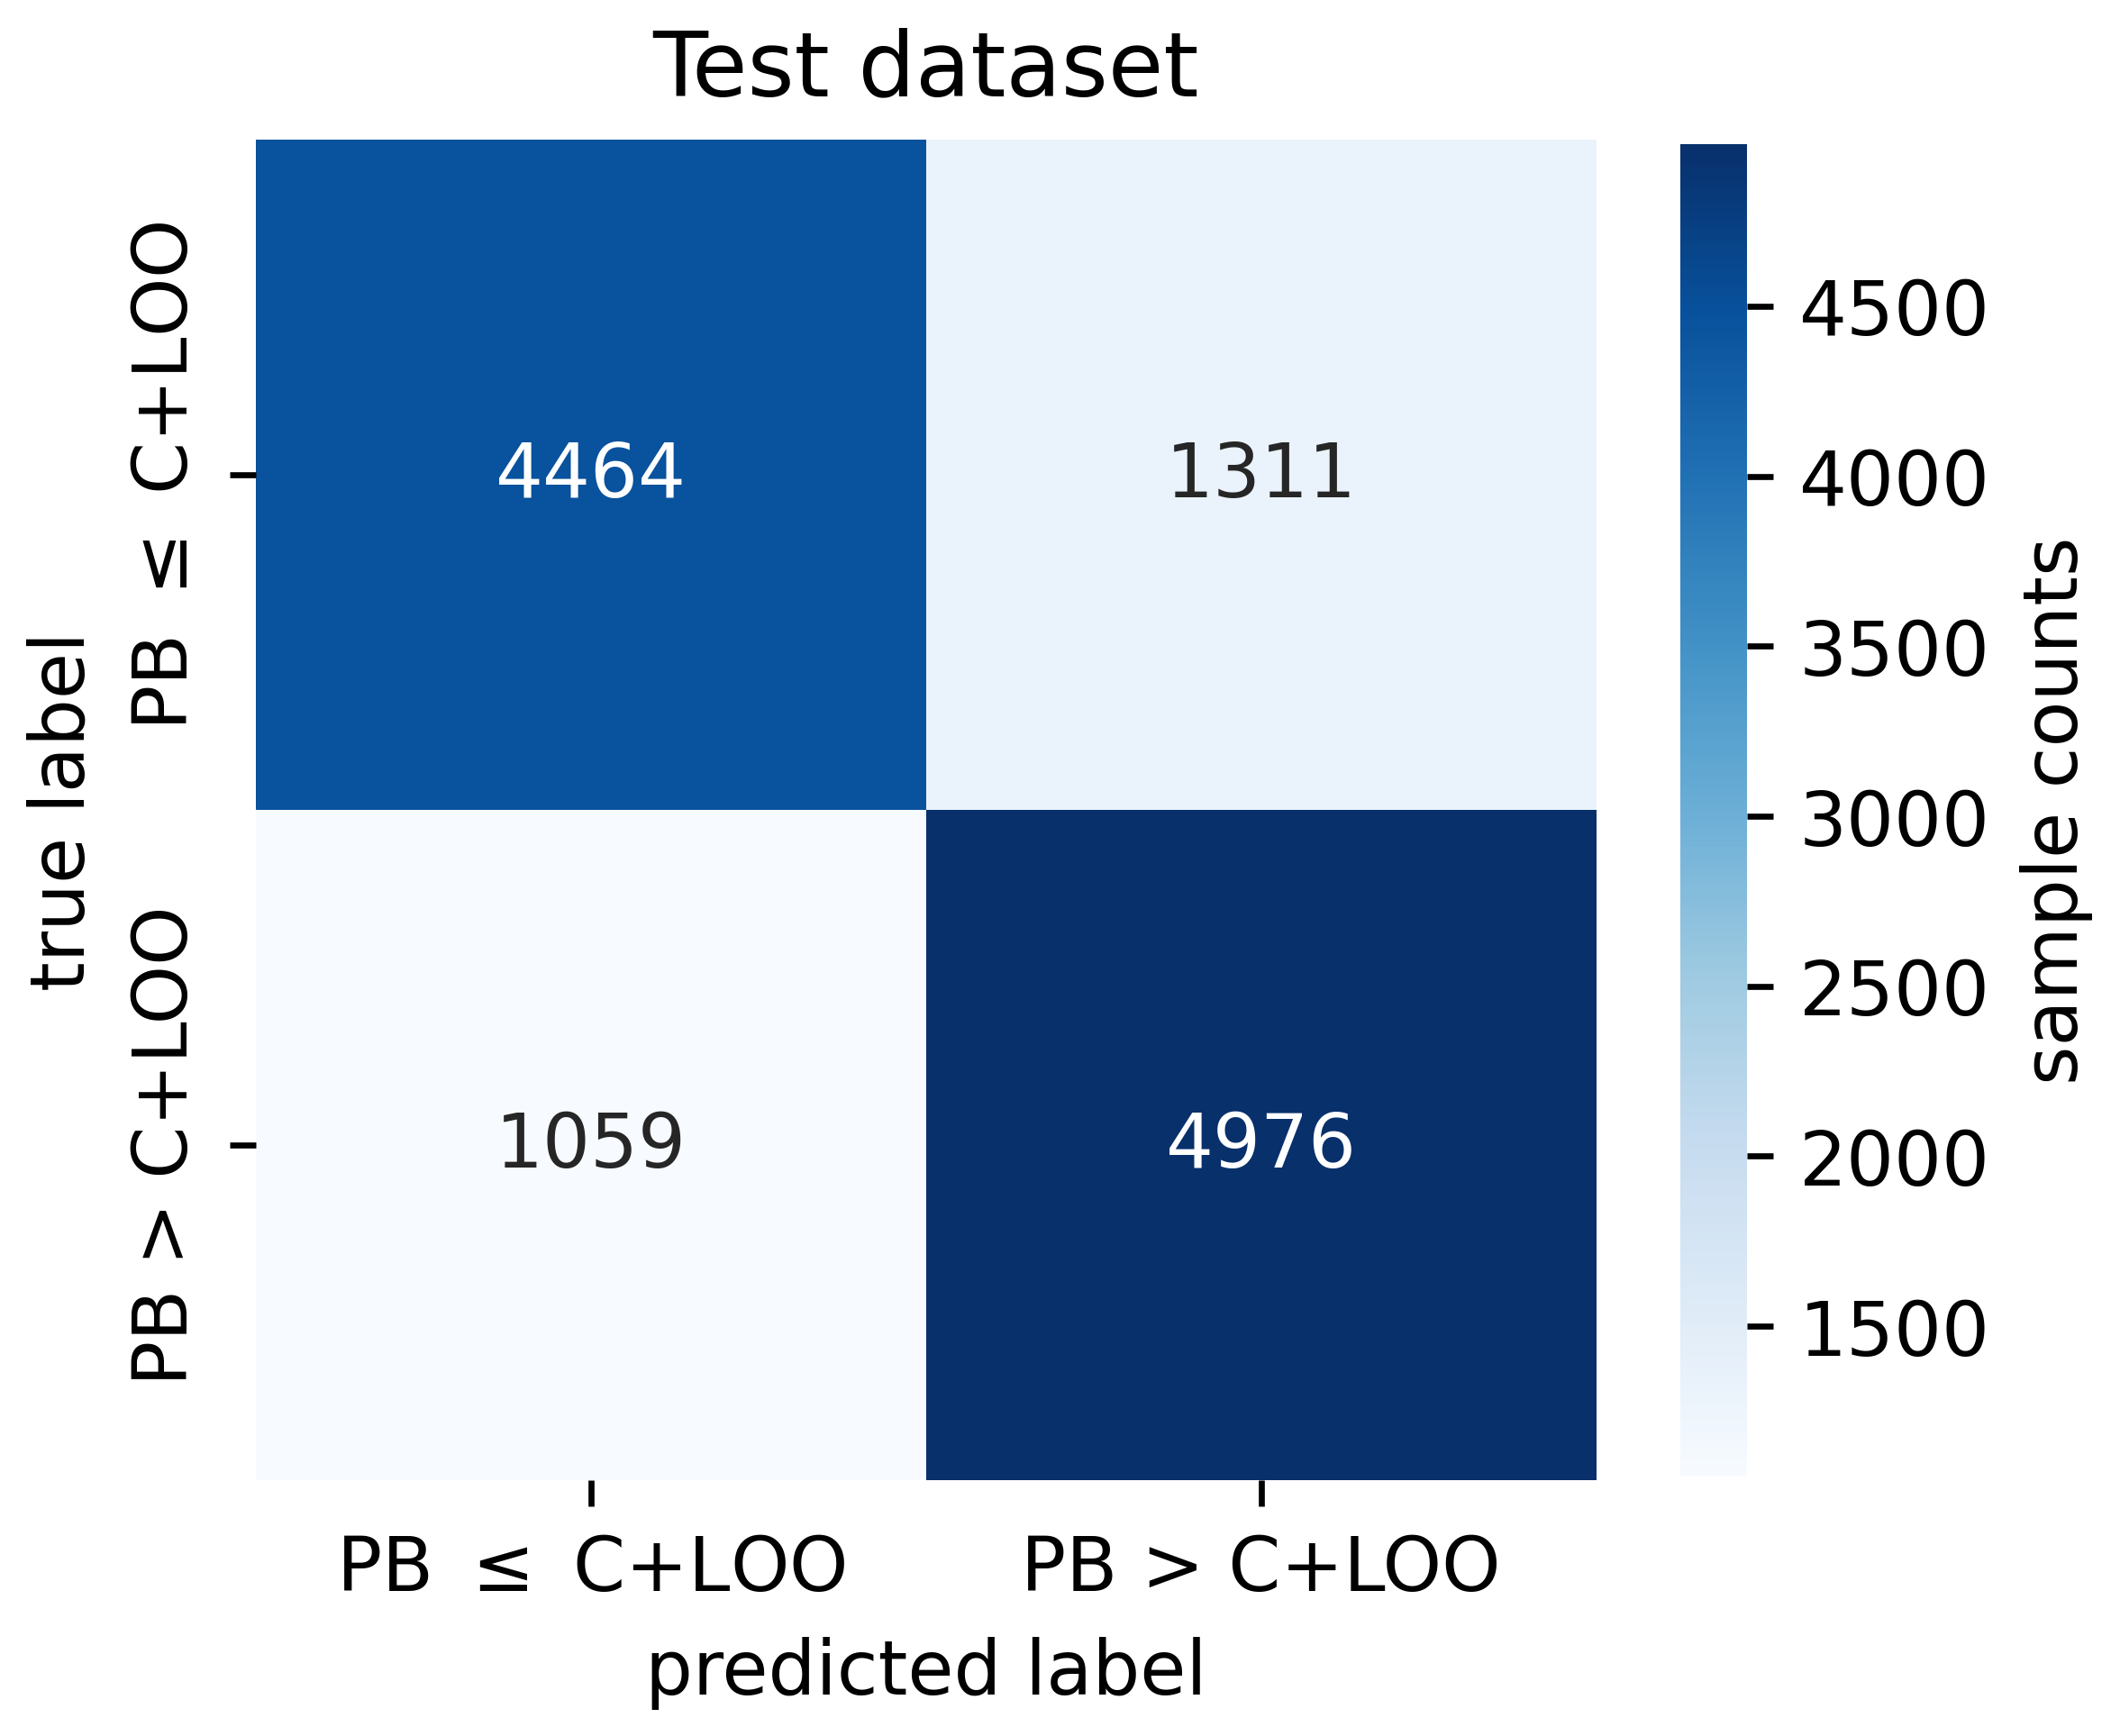 Test dataset
true label
PB ≤ C+LOO
PB > C+LOO
4464
1311
1059
4976
PB ≤ C+LOO
PB > C+LOO
predicted label
4500
4000
3500
3000
2500
2000
1500
sample counts